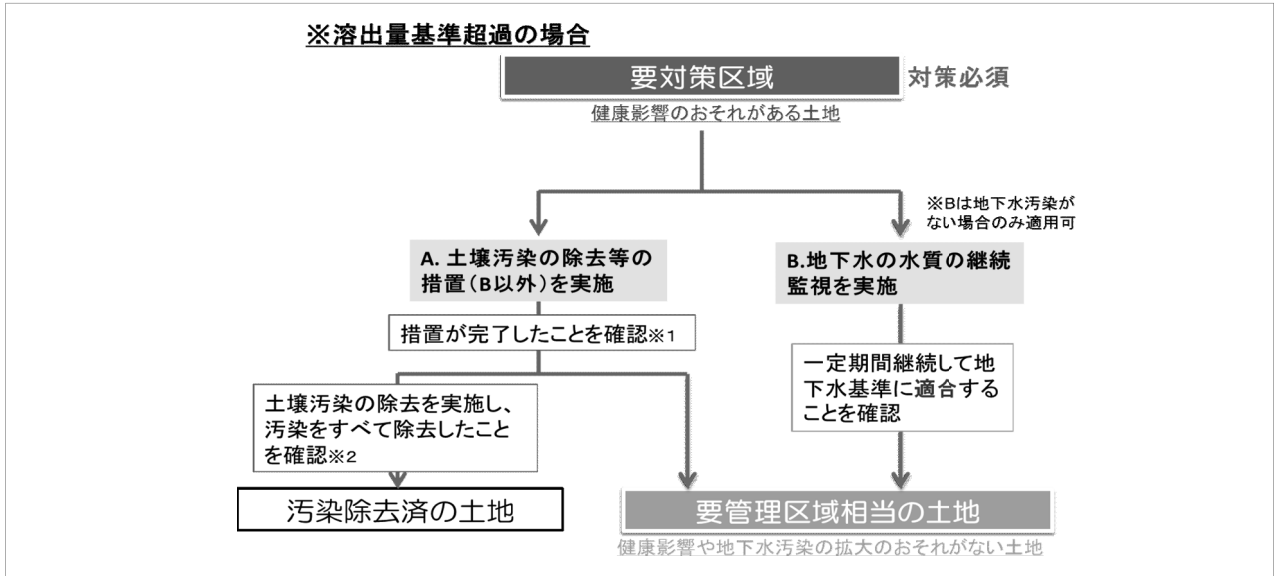 ※溶出量基準超過の場合
要対策区域
対策必須
健康影響のおそれがある土地
※Bは地下水汚染が
ない場合のみ適用可
A. 土壌汚染の除去等の
措置（B以外）を実施
B.地下水の水質の継続
監視を実施
措置が完了したことを確認※1
一定期間継続して地
下水基準に適合する
ことを確認
土壌汚染の除去を実施し、
汚染をすべて除去したこと
を確認※2
汚染除去済の土地
要管理区域相当の土地
健康影響や地下水汚染の拡大のおそれがない土地